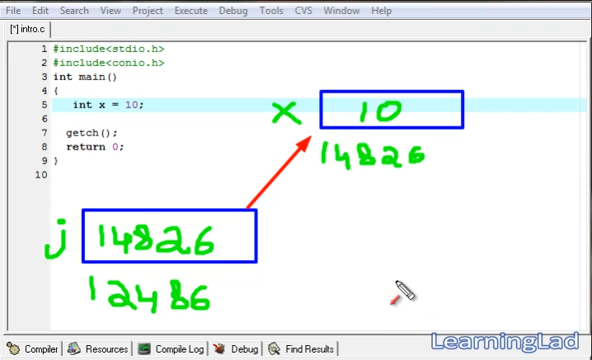 File Edit Search View Project Execute Debug Tools CVS Window Help
[*] intro.c
1 #include<stdio.h>
2 #include<conio.h>
3 int main()
4 {
5 int x = 10;
6
7 getch();
8 return 0;
9 }
10
x 10
14826
j 14826
12486
LearningLad
Compiler Resources Compile Log Debug Find Results